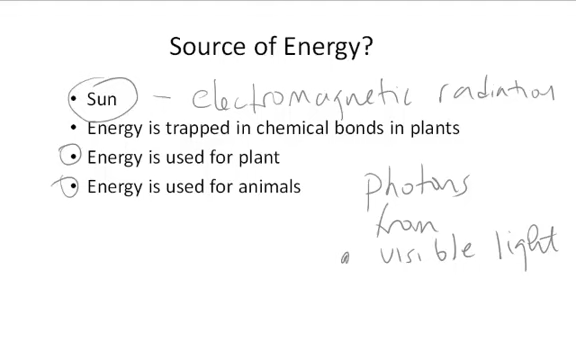 Source of Energy?
• Sun – electromagnetic radiation
• Energy is trapped in chemical bonds in plants
• Energy is used for plant
• Energy is used for animals
photons
from
visible light